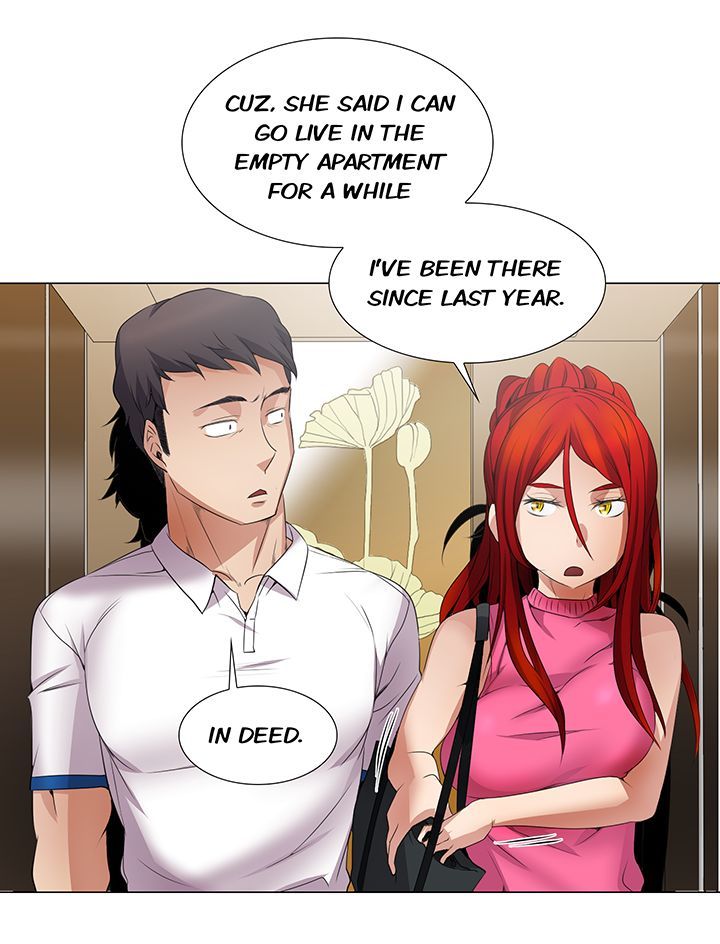 CUZ, SHE SAID I CAN
GO LIVE IN THE
EMPTY APARTMENT
FOR A WHILE
I'VE BEEN THERE
SINCE LAST YEAR.
IN DEED.